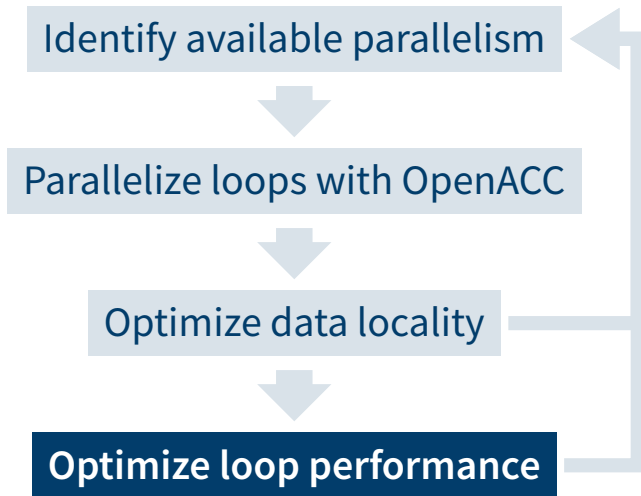 Identify available parallelism
Parallelize loops with OpenACC
Optimize data locality
Optimize loop performance